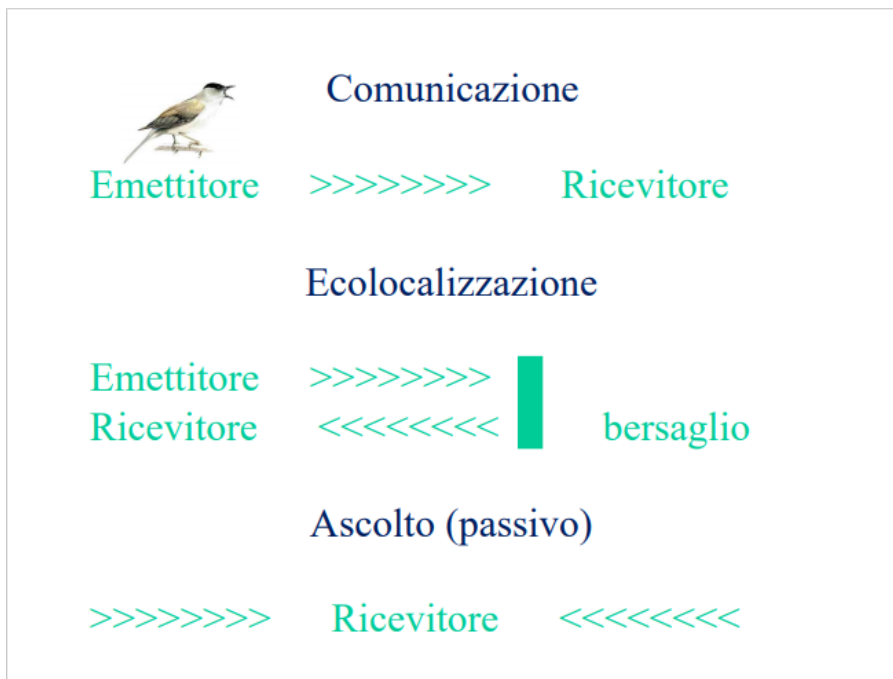 Comunicazione
Emettitore >>>>>>>> Ricevitore
Ecolocalizzazione
Emettitore >>>>>>>>
Ricevitore <<<<<<<< bersaglio
Ascolto (passivo)
>>>>>>>> Ricevitore <<<<<<<<